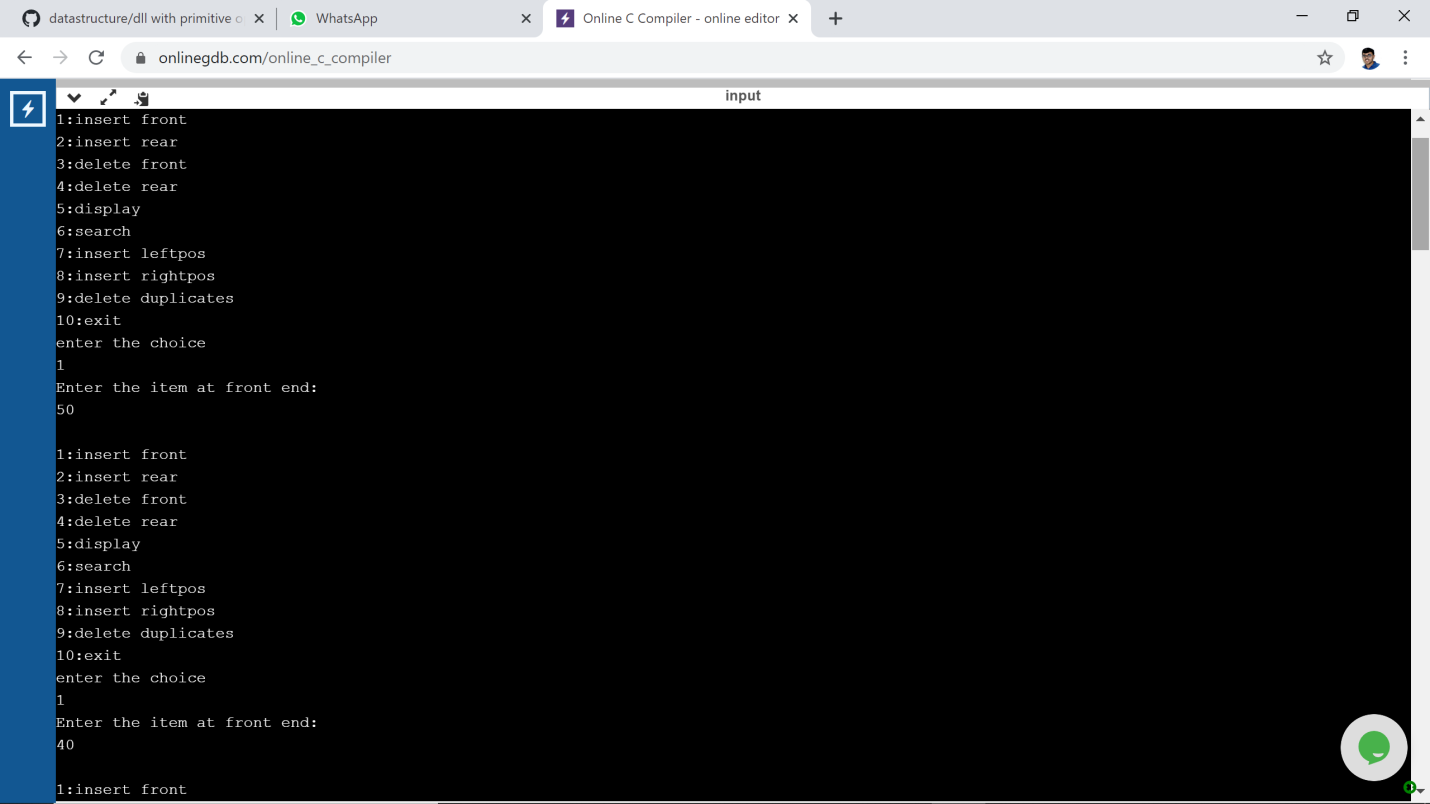 datastructure/dll with primitive o
WhatsApp
Online C Compiler - online editor
onlinegdb.com/online_c_compiler
input
1:insert front
2:insert rear
3:delete front
4:delete rear
5:display
6:search
7:insert leftpos
8:insert rightpos
9:delete duplicates
10:exit
enter the choice
1
Enter the item at front end:
50
1:insert front
2:insert rear
3:delete front
4:delete rear
5:display
6:search
7:insert leftpos
8:insert rightpos
9:delete duplicates
10:exit
enter the choice
1
Enter the item at front end:
40
1:insert front